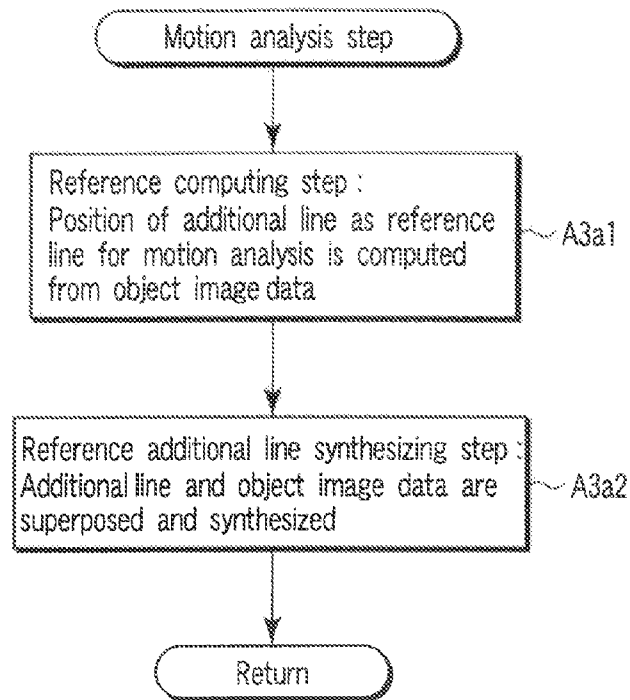 Motion analysis step
Reference computing step :
Position of additional line as reference
line for motion analysis is computed
from object image data
A3a1
Reference additional line synthesizing step :
Additional line and object image data are
superposed and synthesized
A3a2
Return